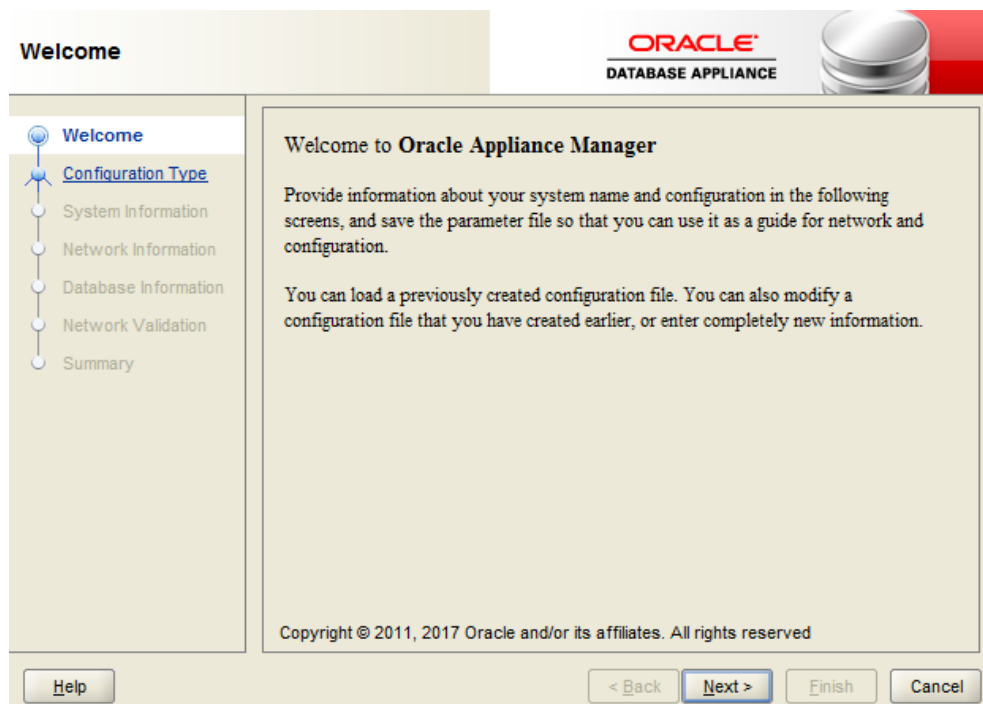 Welcome
ORACLE
DATABASE APPLIANCE
Welcome
Configuration Type
System Information
Network Information
Database Information
Network Validation
Summary
Welcome to Oracle Appliance Manager
Provide information about your system name and configuration in the following
screens, and save the parameter file so that you can use it as a guide for network and
configuration.
You can load a previously created configuration file. You can also modify a
configuration file that you have created earlier, or enter completely new information.
Copyright © 2011, 2017 Oracle and/or its affiliates. All rights reserved
Help
< Back
Next >
Finish
Cancel